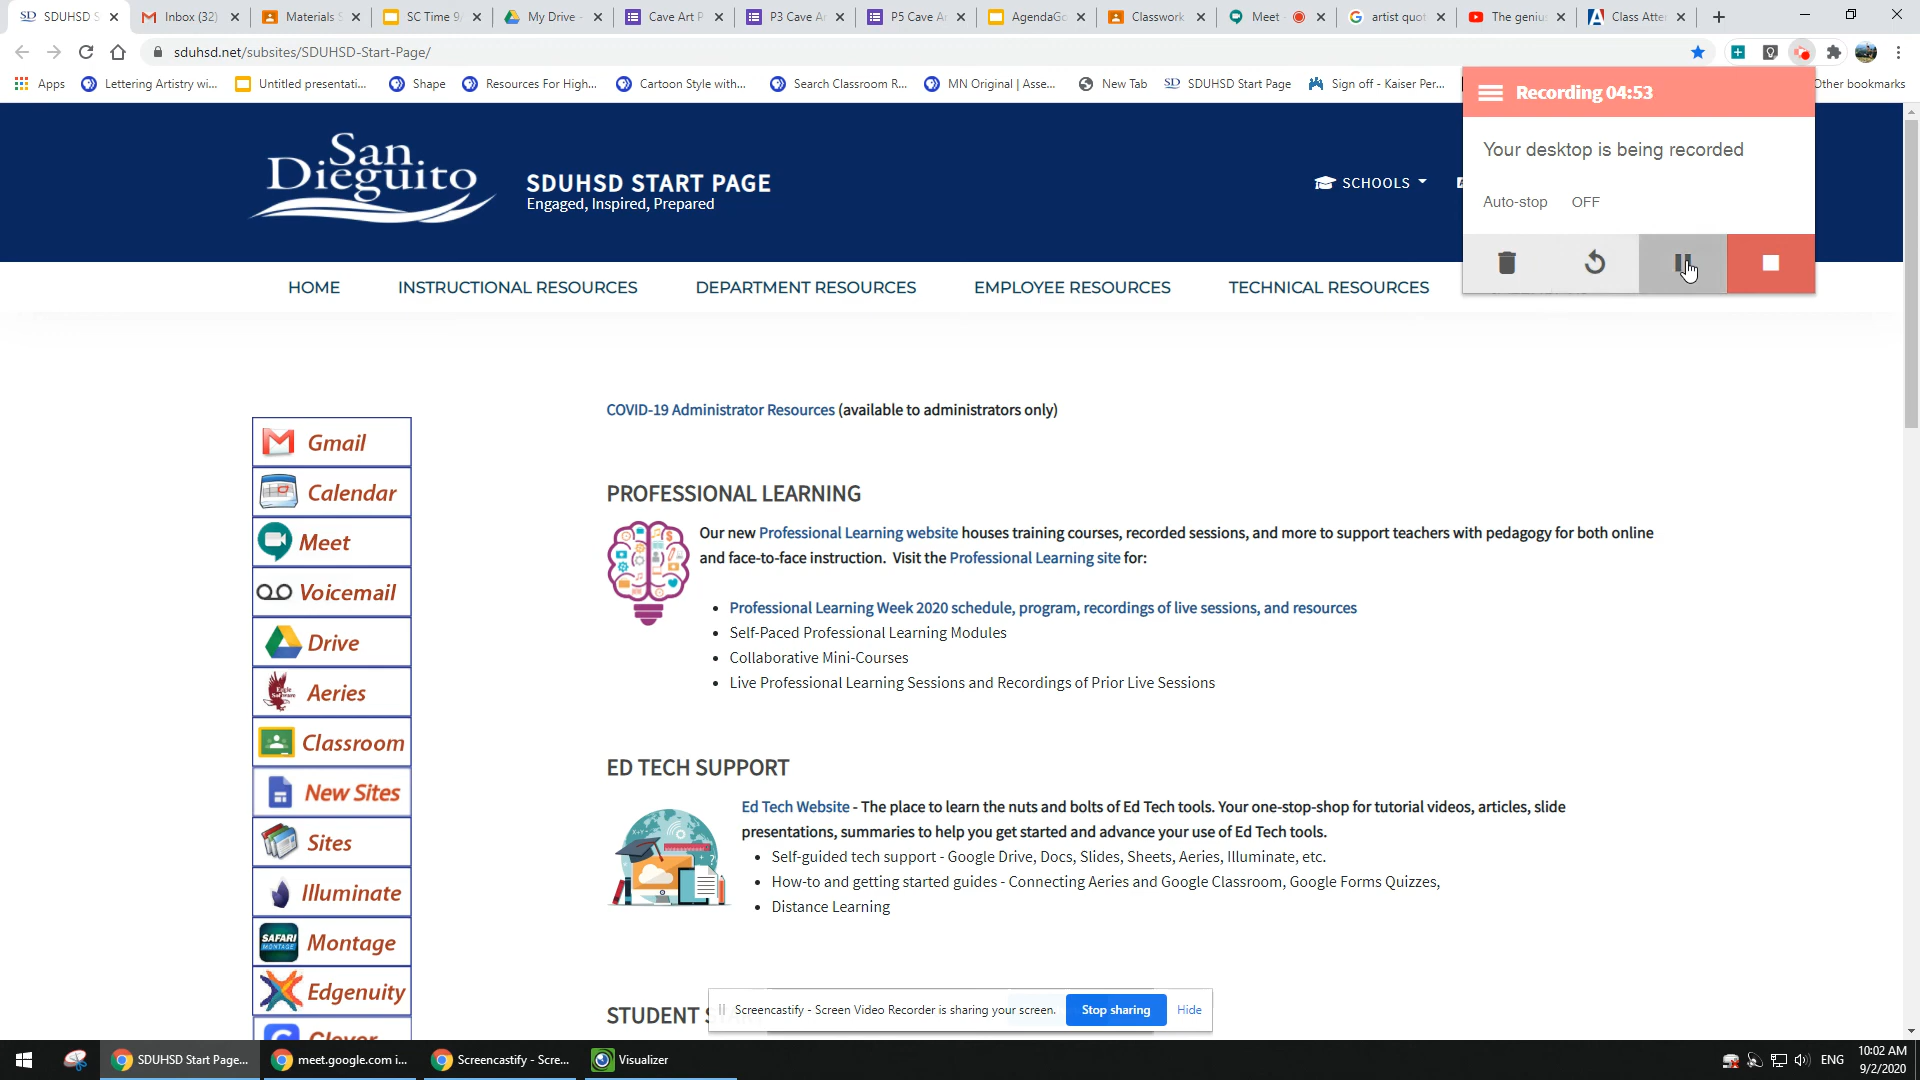 SDUHSD S
Inbox (32)
Materials S
SC Time 9/
My Drive -
Cave Art P
P3 Cave Ar
P5 Cave Ar
AgendaGo
Classwork
Meet
artist quot
The geniu
Class Atte
sduhsd.net/subsites/SDUHSD-Start-Page/
Apps
Lettering Artistry wi...
Untitled presentati...
Shape
Resources For High...
Cartoon Style with...
Search Classroom R...
MN Original | Asse...
New Tab
SDUHSD Start Page
Sign off - Kaiser Per...
Other bookmarks
Recording 04:53
Your desktop is being recorded
Auto-stop OFF
San
Dieguito
SDUHSD START PAGE
Engaged, Inspired, Prepared
SCHOOLS
HOME
INSTRUCTIONAL RESOURCES
DEPARTMENT RESOURCES
EMPLOYEE RESOURCES
TECHNICAL RESOURCES
Gmail
Calendar
Meet
Voicemail
Drive
Aeries
Classroom
New Sites
Sites
Illuminate
SAFARI
MONTAGE
Montage
Edgenuity
Clever
COVID-19 Administrator Resources (available to administrators only)
PROFESSIONAL LEARNING
Our new Professional Learning website houses training courses, recorded sessions, and more to support teachers with pedagogy for both online
and face-to-face instruction. Visit the Professional Learning site for:
• Professional Learning Week 2020 schedule, program, recordings of live sessions, and resources
• Self-Paced Professional Learning Modules
• Collaborative Mini-Courses
• Live Professional Learning Sessions and Recordings of Prior Live Sessions
ED TECH SUPPORT
Ed Tech Website - The place to learn the nuts and bolts of Ed Tech tools. Your one-stop-shop for tutorial videos, articles, slide
presentations, summaries to help you get started and advance your use of Ed Tech tools.
• Self-guided tech support - Google Drive, Docs, Slides, Sheets, Aeries, Illuminate, etc.
• How-to and getting started guides - Connecting Aeries and Google Classroom, Google Forms Quizzes,
• Distance Learning
STUDENT
Screencastify - Screen Video Recorder is sharing your screen.
Stop sharing
Hide
SDUHSD Start Page...
meet.google.com i...
Screencastify - Scre...
Visualizer
ENG
10:02 AM
9/2/2020